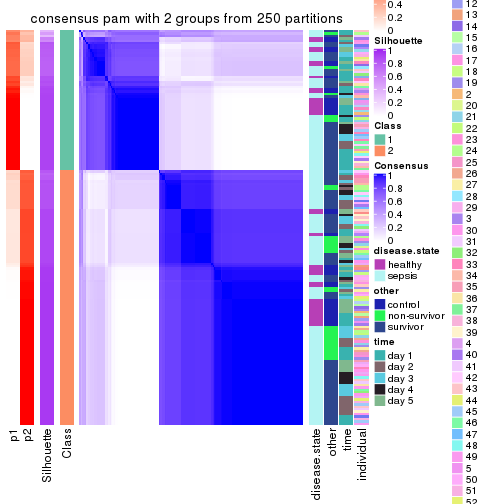 consensus pam with 2 groups from 250 partitions
p1
p2
Silhouette
Class
disease.state
other
time
individual
0.4
0.2
0
Silhouette
1
0.8
0.6
0.4
0.2
0
Class
1
2
Consensus
1
0.8
0.6
0.4
0.2
0
disease.state
healthy
sepsis
other
control
non-survivor
survivor
time
day 1
day 2
day 3
day 4
day 5
12
13
14
15
16
17
18
19
2
20
21
22
23
24
25
26
27
28
29
3
30
31
32
33
34
35
36
37
38
39
4
40
41
42
43
44
45
46
47
48
49
5
50
51
52